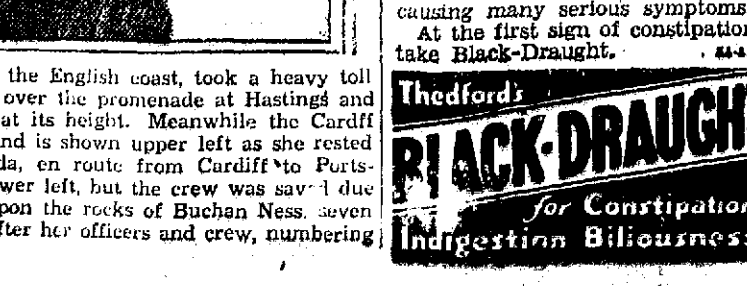 the English coast, took a heavy toll
over the promenade at Hastings and
at its height. Meanwhile the Cardff
nd is shown upper left as she rested
da, en route from Cardiff to Ports-
wer left, but the crew was saved due
pon the rocks of Buchan Ness, seven
fter her officers and crew, numbering
causing many serious symptoms
At the first sign of constipation
take Black-Draught.
Thedford's
BLACK-DRAUGH
for Constipation
Indigestion Biliousness